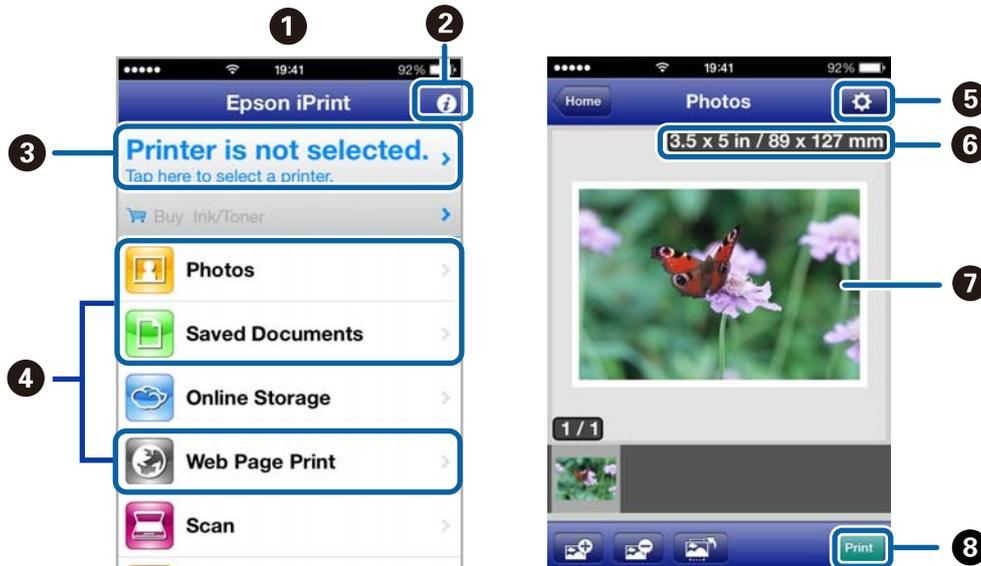 1
2
19:41
92%
Epson iPrint
3
Printer is not selected.
Tap here to select a printer.
Buy Ink/Toner
Photos
Saved Documents
4
Online Storage
Web Page Print
Scan
19:41
92%
Home
Photos
5
3.5 x 5 in / 89 x 127 mm
6
7
1/1
Print
8